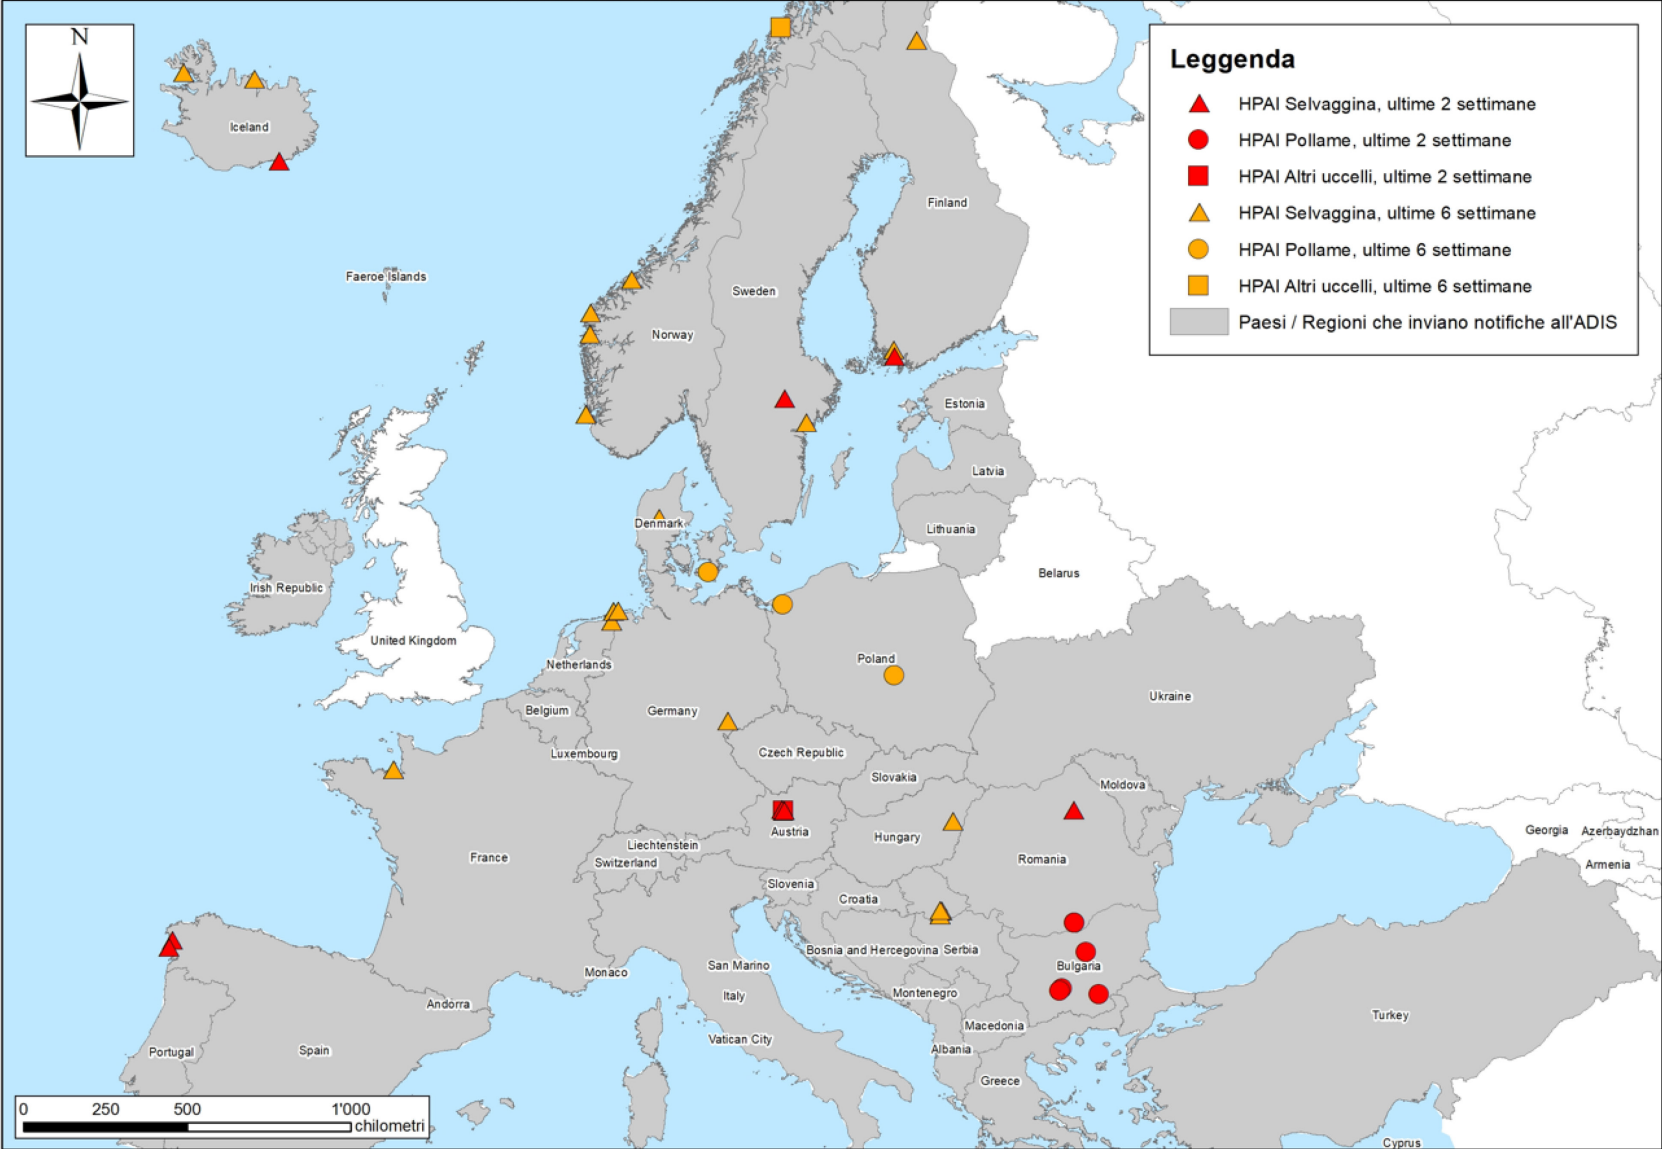 N
Leggenda
HPAI Selvaggina, ultime 2 settimane
HPAI Pollame, ultime 2 settimane
HPAI Altri uccelli, ultime 2 settimane
HPAI Selvaggina, ultime 6 settimane
HPAI Pollame, ultime 6 settimane
HPAI Altri uccelli, ultime 6 settimane
Paesi / Regioni che inviano notifiche all'ADIS
Iceland
Finland
Faeroe Islands
Sweden
Norway
Estonia
Latvia
Denmark
Lithuania
Belarus
Irish Republic
United Kingdom
Netherlands
Poland
Ukraine
Belgium
Germany
Luxembourg
Czech Republic
Slovakia
Moldova
Austria
Hungary
Georgia
Azerbaydzhan
Liechtenstein
France
Switzerland
Romania
Armenia
Slovenia
Croatia
Bosnia and Hercegovina
Serbia
Monaco
San Marino
Bulgaria
Andorra
Italy
Montenegro
Macedonia
Turkey
Vatican City
Albania
Portugal
Spain
Greece
Cyprus
0 250 500 1'000
chilometri